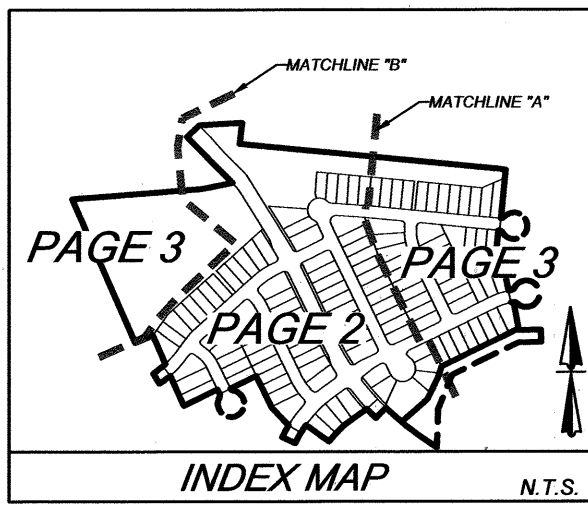 MATCHLINE "B"
MATCHLINE "A"
PAGE 3
PAGE 3
PAGE 2
INDEX MAP
N.T.S.